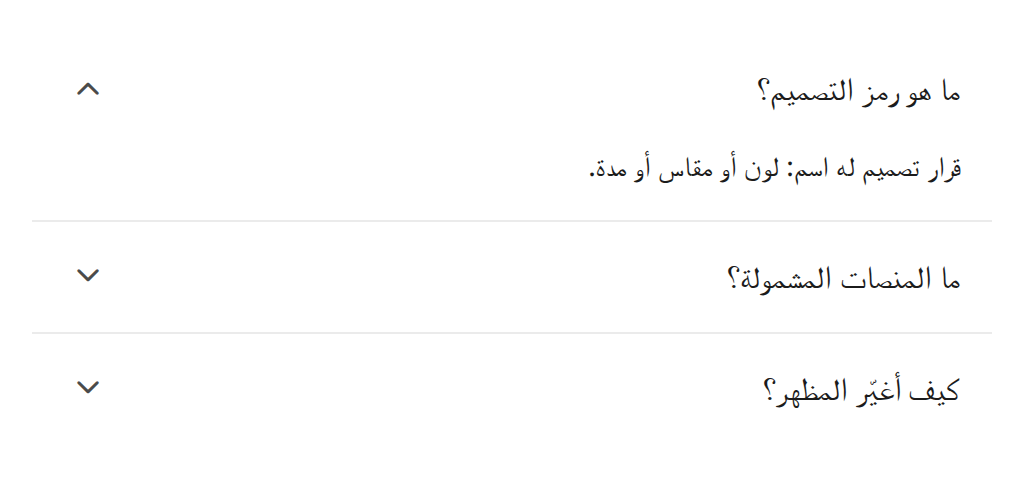 ما هو رمز التصميم؟
قرار تصميم له اسم: لون أو مقاس أو مدة.
ما المنصات المشمولة؟
كيف أغيّر المظهر؟